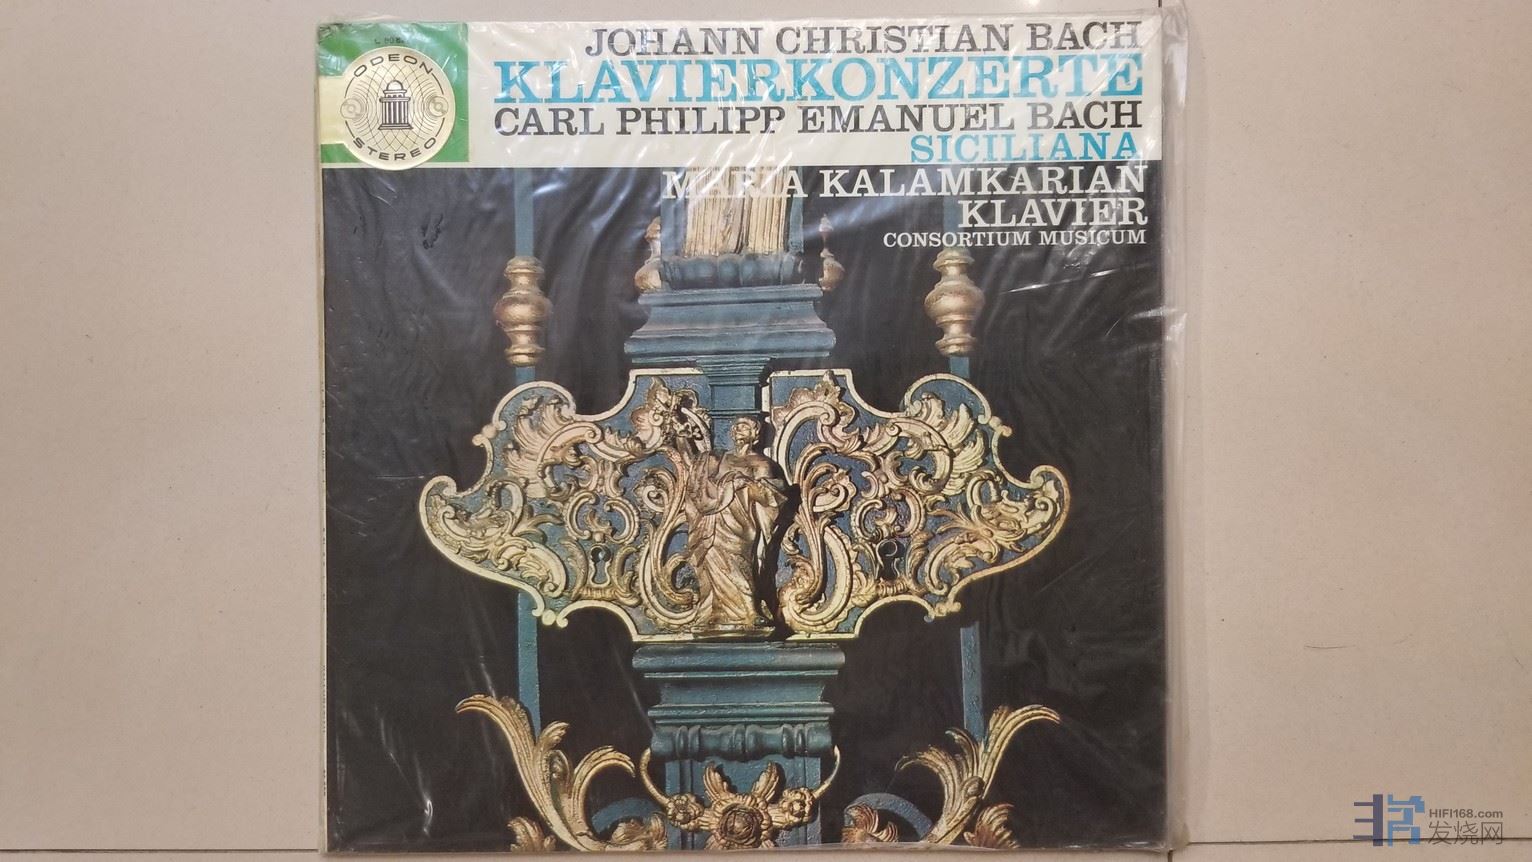 ODEON
STEREO
JOHANN CHRISTIAN BACH
KLAVIERKONZERTE
CARL PHILIPP EMANUEL BACH
SICILIANA
MARIA KALAMKARIAN
KLAVIER
CONSORTIUM MUSICUM
HIFI168.com
发烧网